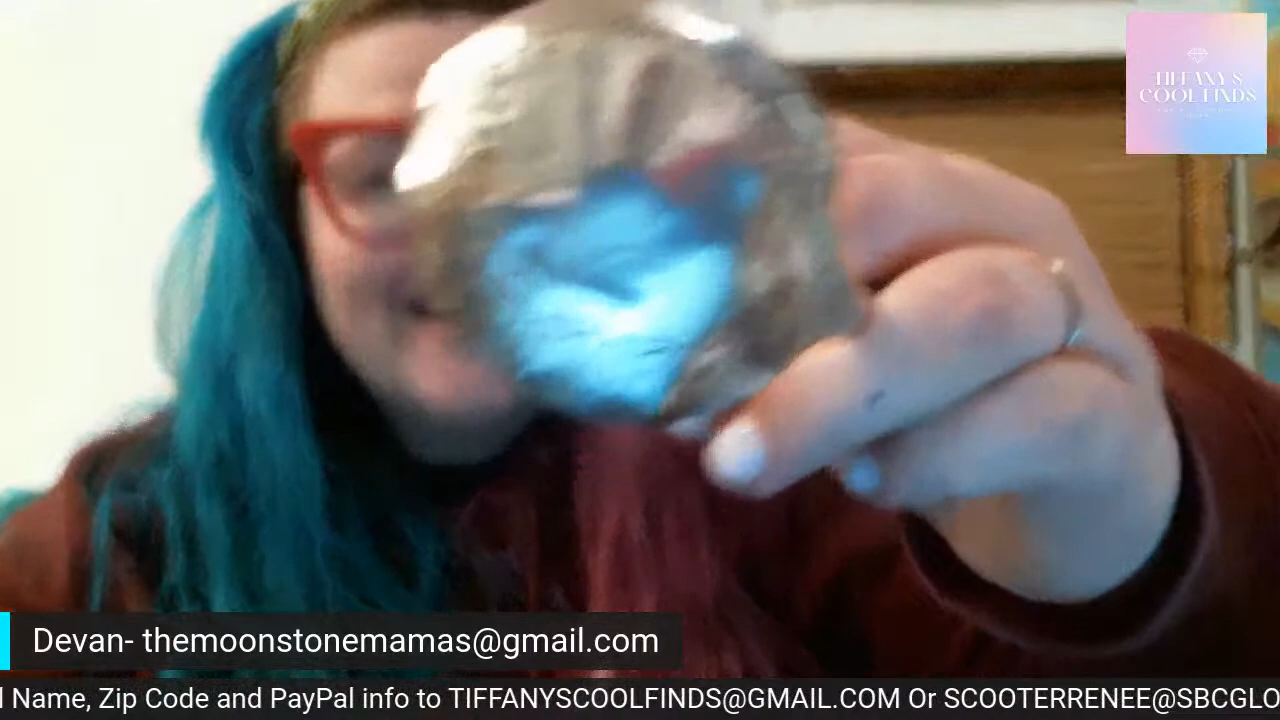 TIFFANY'S
COOL FINDS
Devan- themoonstonemamas@gmail.com
l Name, Zip Code and PayPal info to TIFFANYSCOOLFINDS@GMAIL.COM Or SCOOTERRENEE@SBCGLO